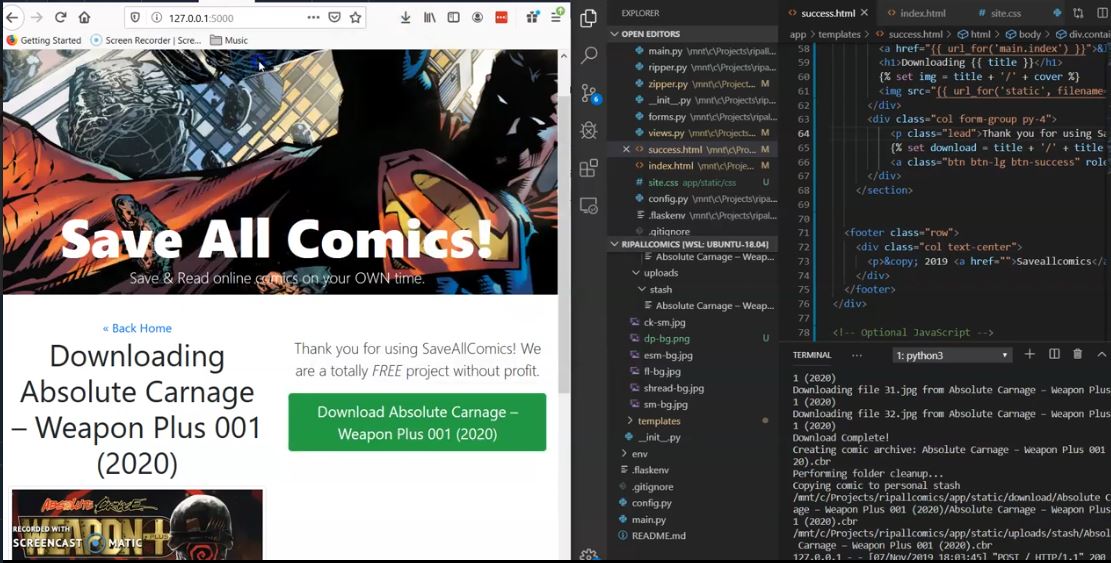 127.0.0.1:5000
Getting Started
Screen Recorder | Scre...
Music
Save All Comics!
Save & Read online comics on your OWN time.
« Back Home
Downloading
Absolute Carnage
– Weapon Plus 001
(2020)
Thank you for using SaveAllComics! We
are a totally FREE project without profit.
Download Absolute Carnage –
Weapon Plus 001 (2020)
ABSOLUTE CARNAGE
WEAPON
PLUS
RECORDED WITH
SCREENCAST MATIC
6
EXPLORER
OPEN EDITORS
main.py \mnt\c\Projects\ripall...
ripper.py \mnt\c\Projects\ripa...
zipper.py \mnt\c\Project... M
__init__.py \mnt\c\Projects\rip...
forms.py \mnt\c\Projects\ripal...
views.py \mnt\c\Projects... M
success.html \mnt\c\Pro... M
index.html \mnt\c\Proje... M
site.css app/static/css U
config.py \mnt\c\Projects\ripa...
.flaskenv \mnt\c\Projects\ripal...
.gitignore
RIPALLCOMICS [WSL: UBUNTU-18.04]
Absolute Carnage – Weap...
uploads
stash
Absolute Carnage – Weap...
ck-sm.jpg
dp-bg.png U
esm-bg.jpg
fl-bg.jpg
shread-bg.jpg
sm-bg.jpg
templates
__init__.py
env
.flaskenv
.gitignore
config.py
main.py
README.md
success.html
index.html
site.css
app > templates > success.html > html > body > div.contai
58 <a href="{{ url_for('main.index') }}">&l
59 <h1>Downloading {{ title }}</h1>
60 {% set img = title + '/' + cover %}
61 <img src="{{ url_for('static', filename=
62 </div>
63 <div class="col form-group py-4">
64 <p class="lead">Thank you for using Sa
65 {% set download = title + '/' + title
66 <a class="btn btn-lg btn-success" role
67 </div>
68 </section>
69
70
71 <footer class="row">
72 <div class="col text-center">
73 <p>&copy; 2019 <a href="">Saveallcomics</a
74 </div>
75 </footer>
76 </div>
77
78 <!-- Optional JavaScript -->
TERMINAL
1: python3
1 (2020)
Downloading file 31.jpg from Absolute Carnage – Weapon Plus
1 (2020)
Downloading file 32.jpg from Absolute Carnage – Weapon Plus
1 (2020)
Download Complete!
Creating comic archive: Absolute Carnage – Weapon Plus 001
20).cbr
Performing folder cleanup...
Copying comic to personal stash
/mnt/c/Projects/ripallcomics/app/static/download/Absolute C
age – Weapon Plus 001 (2020)/Absolute Carnage – Weapon Plus
1 (2020).cbr
/mnt/c/Projects/ripallcomics/app/static/uploads/stash/Absol
Carnage – Weapon Plus 001 (2020).cbr
127.0.0.1 - - [07/Nov/2019 18:03:45] "POST / HTTP/1.1" 200